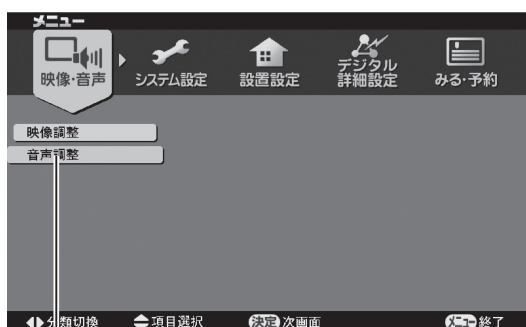 メニュー
映像・音声
システム設定
設置設定
デジタル
詳細設定
みる・予約
映像調整
音声調整
分類切換 項目選択 決定 次画面 メニュー 終了